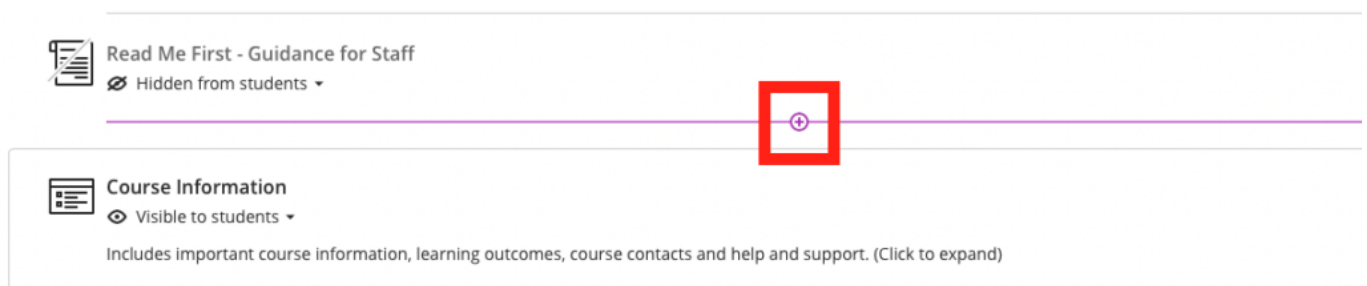 Read Me First - Guidance for Staff
Hidden from students
Course Information
Visible to students
Includes important course information, learning outcomes, course contacts and help and support. (Click to expand)